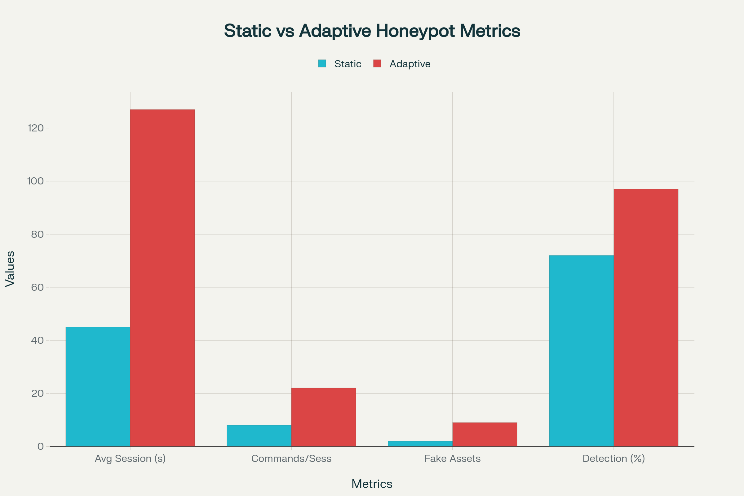 Static vs Adaptive Honeypot Metrics
Static Adaptive
120
100
80
60
40
20
0
Values
Avg Session (s) Commands/Sess Fake Assets Detection (%)
Metrics